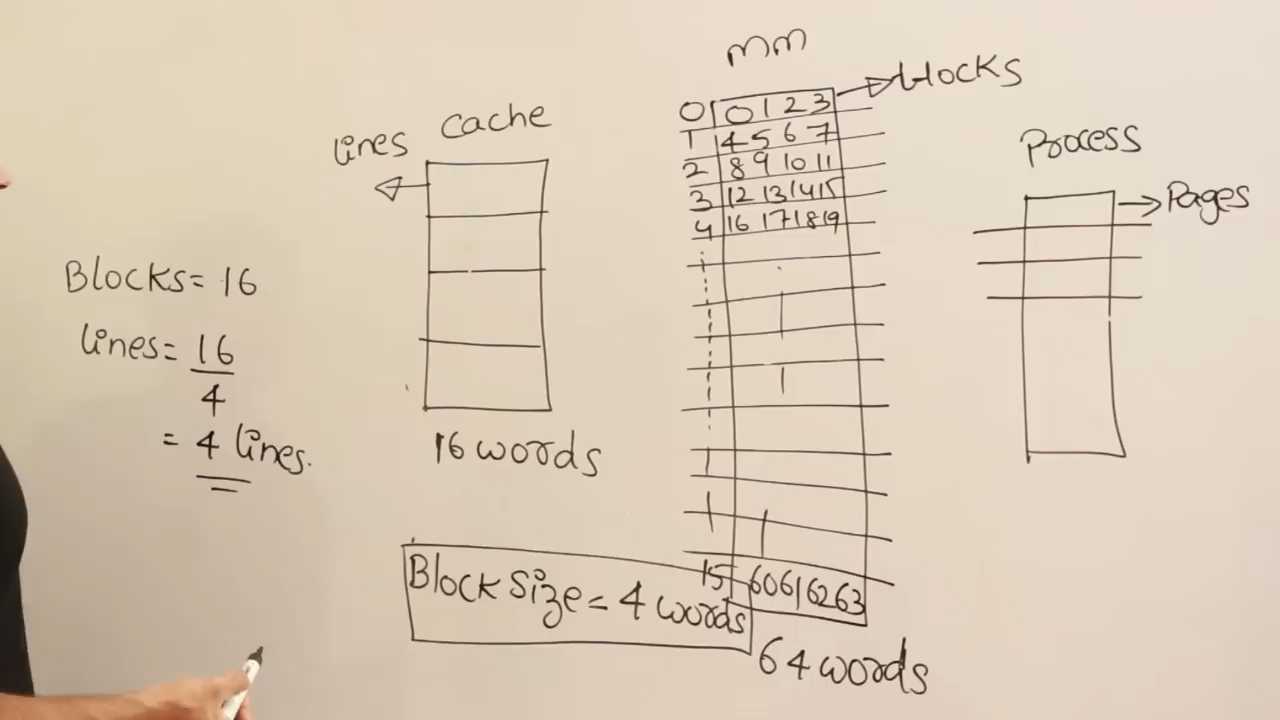 Blocks = 16
lines = 16
4
= 4 lines.
lines
Cache
16 words
Block Size = 4 words
mm
blocks
0 0 1 2 3
1 4 5 6 7
2 8 9 10 11
3 12 13 14 15
4 16 17 18 19
15 60 61 62 63
64 words
Process
Pages